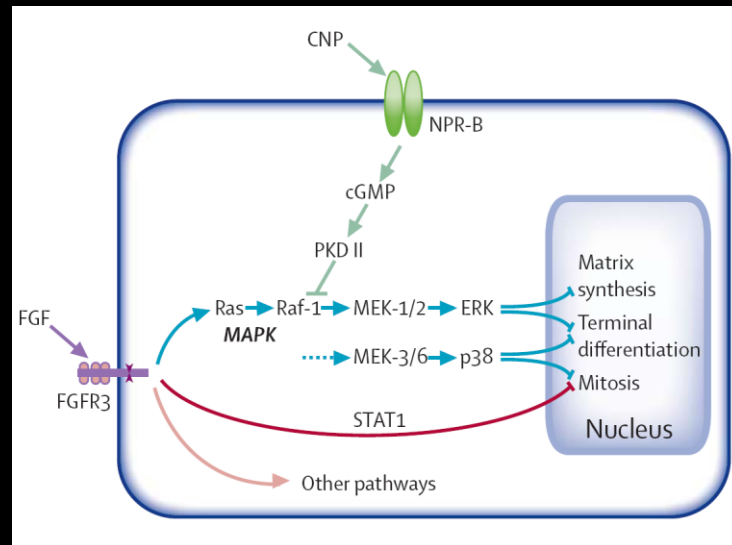 CNP
NPR-B
cGMP
PKD II
Matrix
synthesis
FGF
Ras
Raf-1
MEK-1/2
ERK
MAPK
Terminal
differentiation
MEK-3/6
p38
Mitosis
FGFR3
STAT1
Nucleus
Other pathways